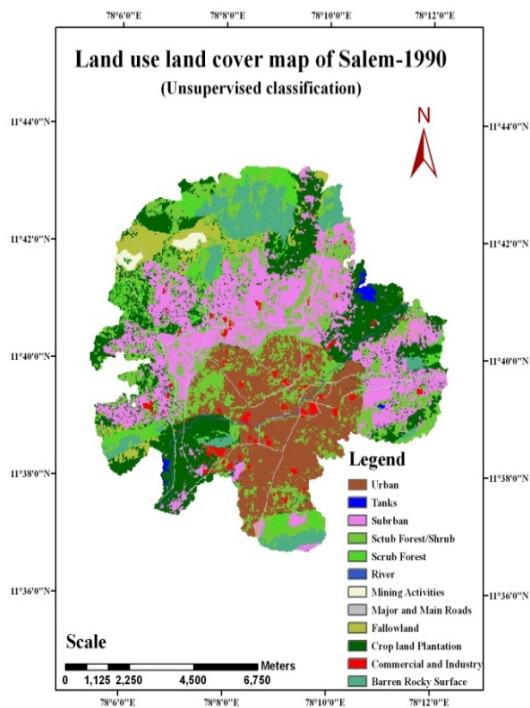 78°6'0"E 78°8'0"E 78°10'0"E 78°12'0"E
Land use land cover map of Salem-1990
(Unsupervised classification)
N
11°44'0"N 11°44'0"N
11°42'0"N 11°42'0"N
11°40'0"N 11°40'0"N
11°38'0"N 11°38'0"N
11°36'0"N 11°36'0"N
Legend
Urban
Tanks
Subrban
Sctub Forest/Shrub
Scrub Forest
River
Mining Activities
Major and Main Roads
Fallowland
Crop land Plantation
Commercial and Industry
Barren Rocky Surface
Scale
Meters
0 1,125 2,250 4,500 6,750
78°6'0"E 78°8'0"E 78°10'0"E 78°12'0"E